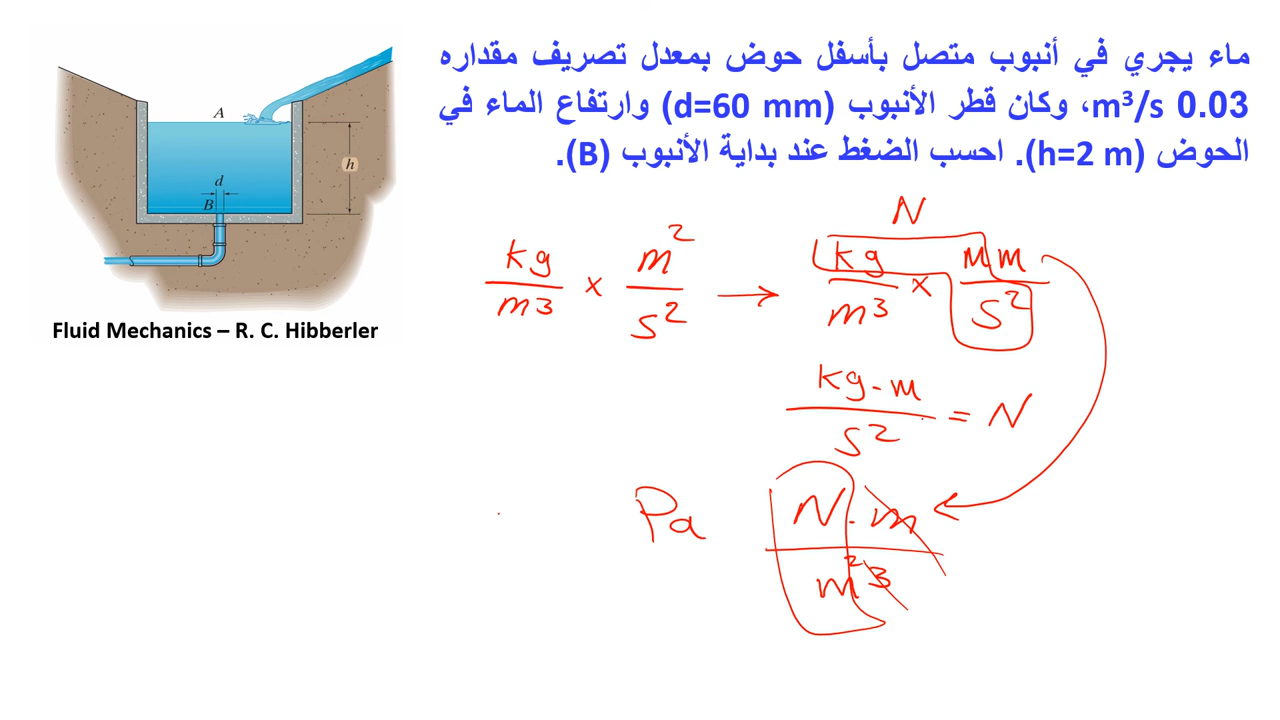 ماء يجري في أنبوب متصل بأسفل حوض بمعدل تصريف مقداره
0.03 m³/s، وكان قطر الأنبوب (d=60 mm) وارتفاع الماء في
الحوض (h=2 m). احسب الضغط عند بداية الأنبوب (B).
A
h
d
B
Fluid Mechanics – R. C. Hibberler
N
kg/m3 × m²/s² → kg/m³ × m m/s²
kg·m/s² = N
Pa N·m/m² 3